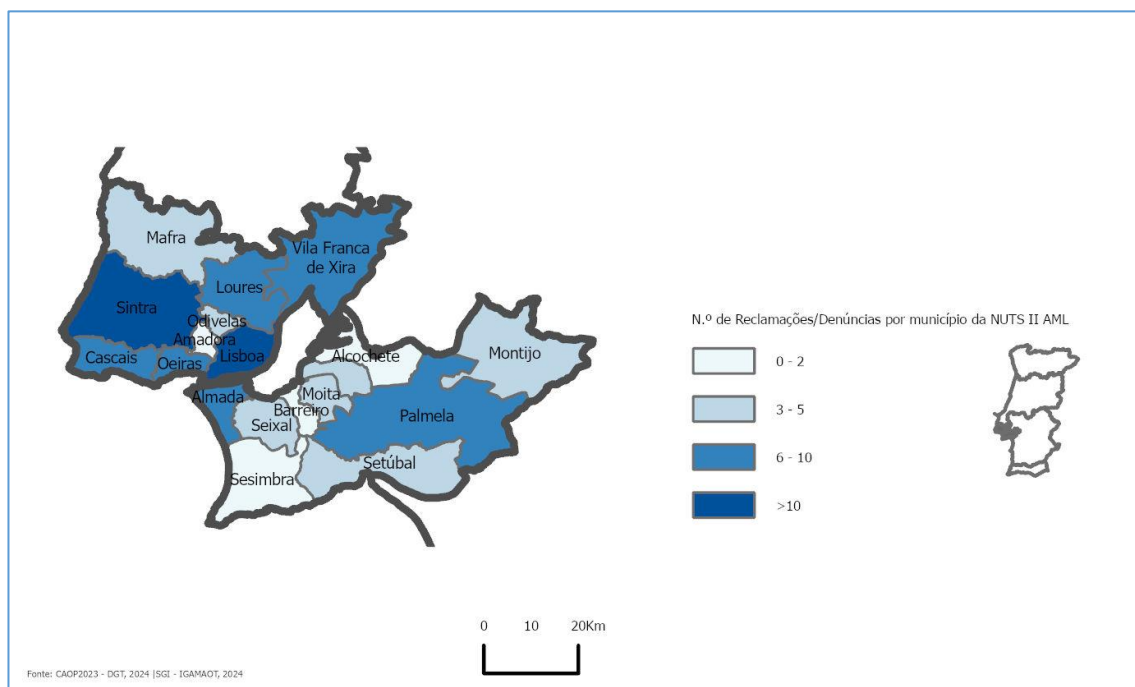 Mafra
Vila Franca
de Xira
Loures
Sintra
Odivelas
Amadora
Lisboa
Cascais
Oeiras
Alcochete
Montijo
Almada
Moita
Barreiro
Seixal
Palmela
Setúbal
Sesimbra
N.º de Reclamações/Denúncias por município da NUTS II AML
0 - 2
3 - 5
6 - 10
>10
0 10 20Km
Fonte: CAOP2023 - DGT, 2024 |SGI - IGAMAOT, 2024